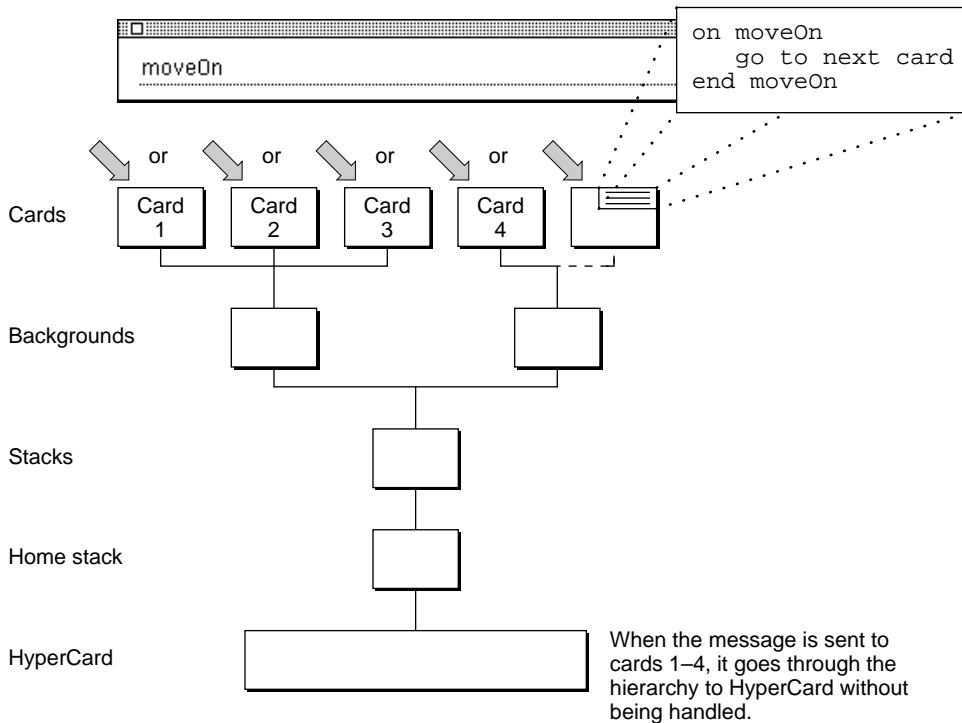 moveOn
on moveOn
go to next card
end moveOn
or or or or
Cards
Card
1
Card
2
Card
3
Card
4
Backgrounds
Stacks
Home stack
HyperCard
When the message is sent to
cards 1–4, it goes through the
hierarchy to HyperCard without
being handled.